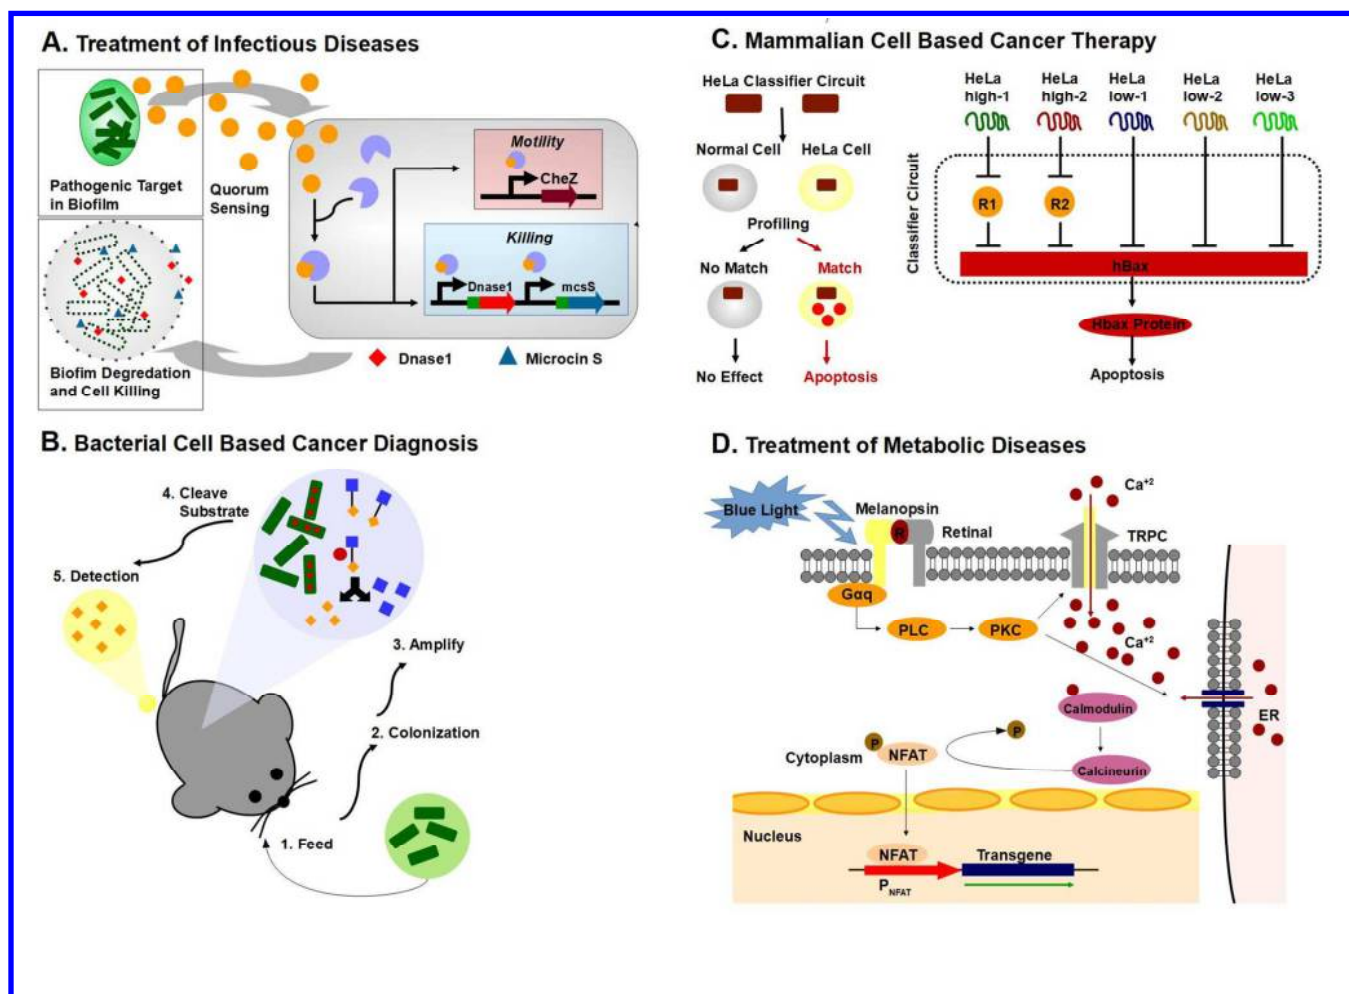 A. Treatment of Infectious Diseases
Pathogenic Target
in Biofilm
Quorum
Sensing
Motility
CheZ
Killing
Dnase1
mcsS
Biofim Degradation
and Cell Killing
Dnase1
Microcin S
B. Bacterial Cell Based Cancer Diagnosis
4. Cleave
Substrate
5. Detection
3. Amplify
2. Colonization
1. Feed
C. Mammalian Cell Based Cancer Therapy
HeLa Classifier Circuit
Normal Cell
HeLa Cell
Profiling
No Match
Match
No Effect
Apoptosis
HeLa
high-1
HeLa
high-2
HeLa
low-1
HeLa
low-2
HeLa
low-3
Classifier Circuit
R1
R2
hBax
Hbax Protein
Apoptosis
D. Treatment of Metabolic Diseases
Blue Light
Melanopsin
R
Retinal
Ca+2
TRPC
Gαq
PLC
PKC
Ca+2
Calmodulin
ER
P
Cytoplasm
P
NFAT
Calcineurin
Nucleus
NFAT
Transgene
PNFAT